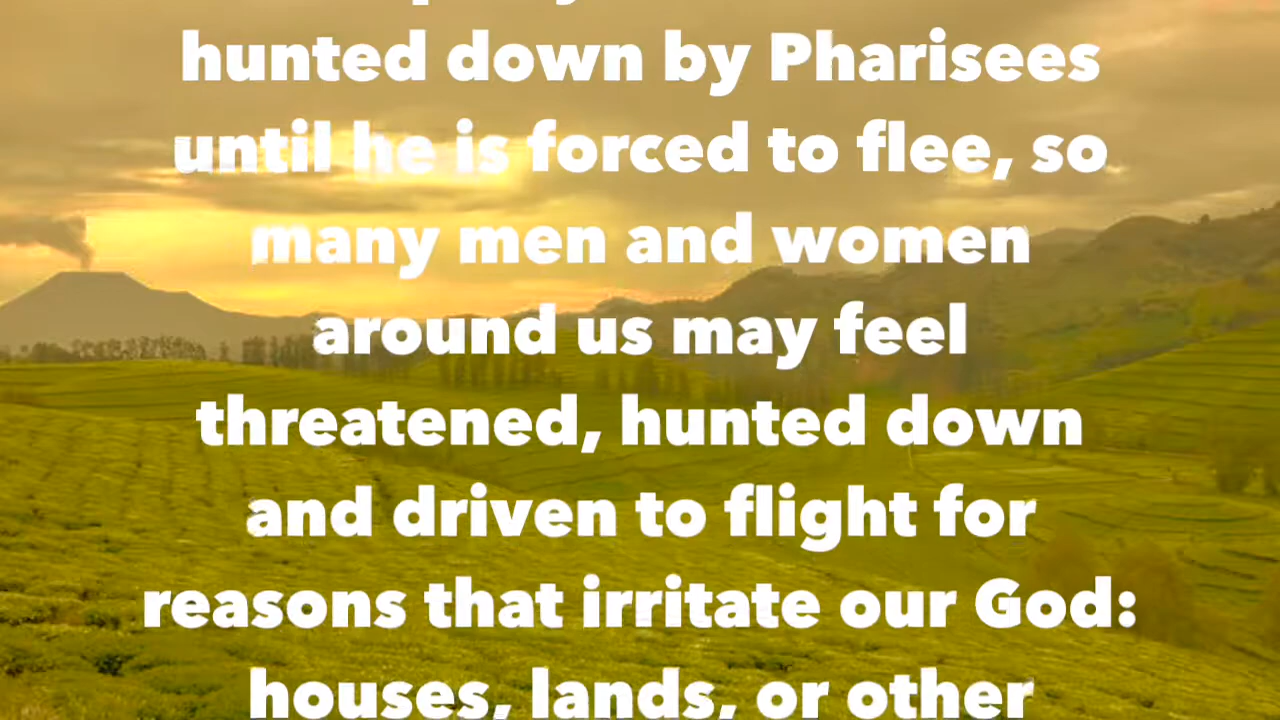 hunted down by Pharisees
until he is forced to flee, so
many men and women
around us may feel
threatened, hunted down
and driven to flight for
reasons that irritate our God:
houses, lands, or other